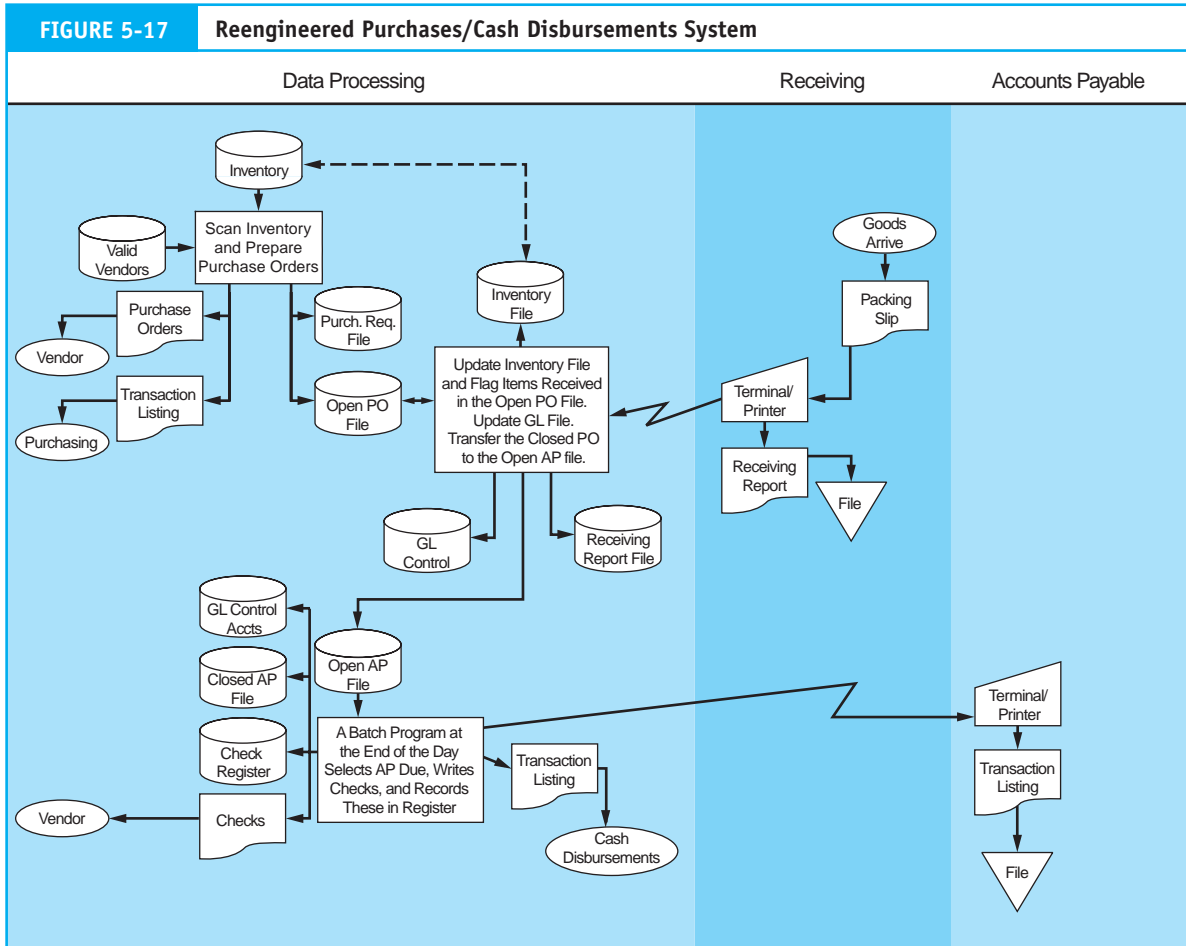 FIGURE 5-17
Reengineered Purchases/Cash Disbursements System
Data Processing
Receiving
Accounts Payable
Inventory
Scan Inventory
and Prepare
Purchase Orders
Valid
Vendors
Purchase
Orders
Vendor
Transaction
Listing
Purchasing
Purch. Req.
File
Open PO
File
Inventory
File
Update Inventory File
and Flag Items Received
in the Open PO File.
Update GL File.
Transfer the Closed PO
to the Open AP file.
GL
Control
Receiving
Report File
Goods
Arrive
Packing
Slip
Terminal/
Printer
Receiving
Report
File
GL Control
Accts
Closed AP
File
Check
Register
Checks
Vendor
Open AP
File
A Batch Program at
the End of the Day
Selects AP Due, Writes
Checks, and Records
These in Register
Transaction
Listing
Cash
Disbursements
Terminal/
Printer
Transaction
Listing
File